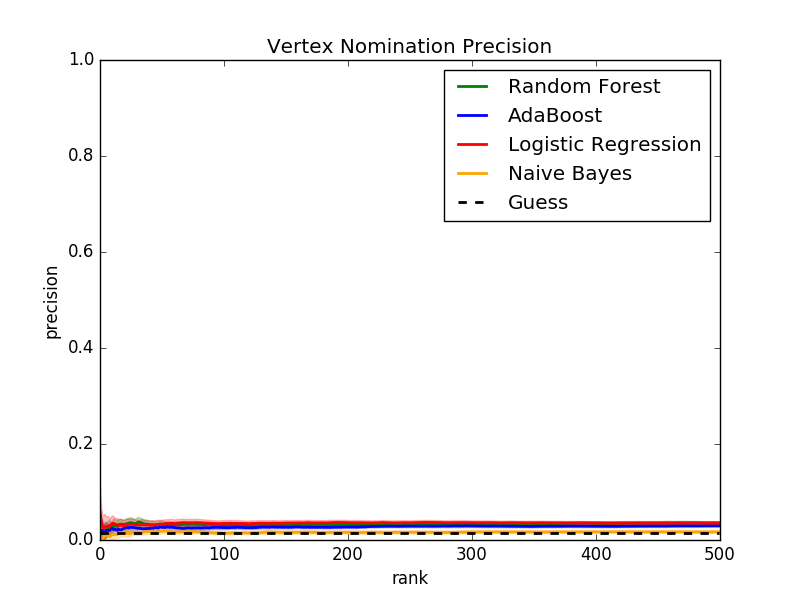 Vertex Nomination Precision
1.0
0.8
0.6
0.4
0.2
0.0
precision
Random Forest
AdaBoost
Logistic Regression
Naive Bayes
Guess
0 100 200 300 400 500
rank